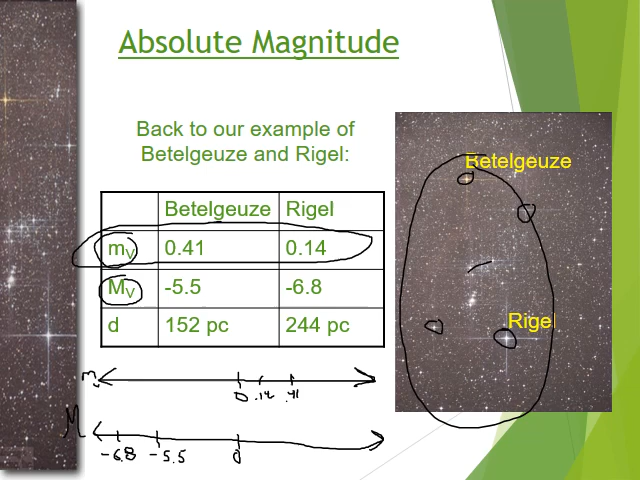 Absolute Magnitude
Back to our example of
Betelgeuze and Rigel:
Betelgeuze Rigel
mV 0.41 0.14
MV -5.5 -6.8
d 152 pc 244 pc
Betelgeuze
Rigel
m
0 .14 .41
M
-6.8 -5.5 0